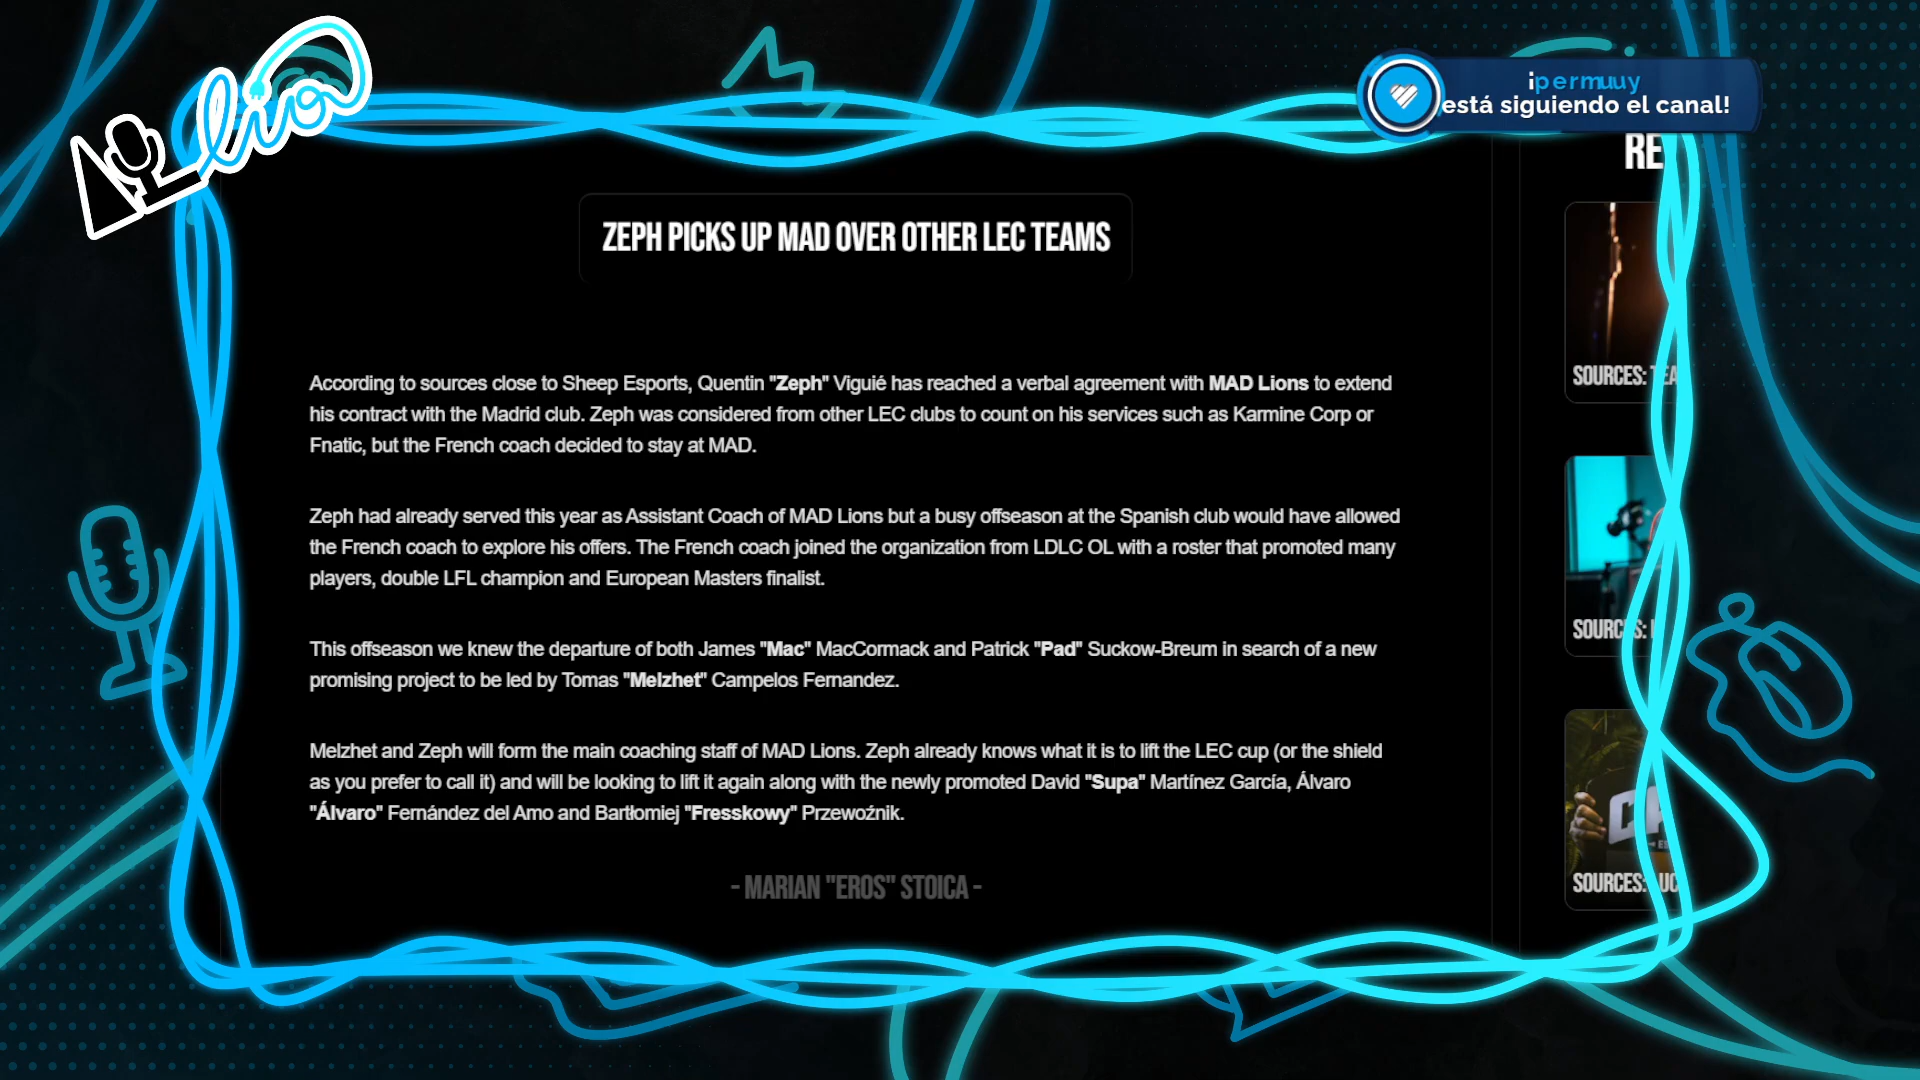 Alio
¡permuuy
está siguiendo el canal!
RE
ZEPH PICKS UP MAD OVER OTHER LEC TEAMS
According to sources close to Sheep Esports, Quentin "Zeph" Viguié has reached a verbal agreement with MAD Lions to extend
his contract with the Madrid club. Zeph was considered from other LEC clubs to count on his services such as Karmine Corp or
Fnatic, but the French coach decided to stay at MAD.
Zeph had already served this year as Assistant Coach of MAD Lions but a busy offseason at the Spanish club would have allowed
the French coach to explore his offers. The French coach joined the organization from LDLC OL with a roster that promoted many
players, double LFL champion and European Masters finalist.
This offseason we knew the departure of both James "Mac" MacCormack and Patrick "Pad" Suckow-Breum in search of a new
promising project to be led by Tomas "Melzhet" Campelos Fernandez.
Melzhet and Zeph will form the main coaching staff of MAD Lions. Zeph already knows what it is to lift the LEC cup (or the shield
as you prefer to call it) and will be looking to lift it again along with the newly promoted David "Supa" Martínez García, Álvaro
"Álvaro" Fernández del Amo and Bartłomiej "Fresskowy" Przewoźnik.
- MARIAN "EROS" STOICA -
SOURCES:
SOURCES:
SOURCES: